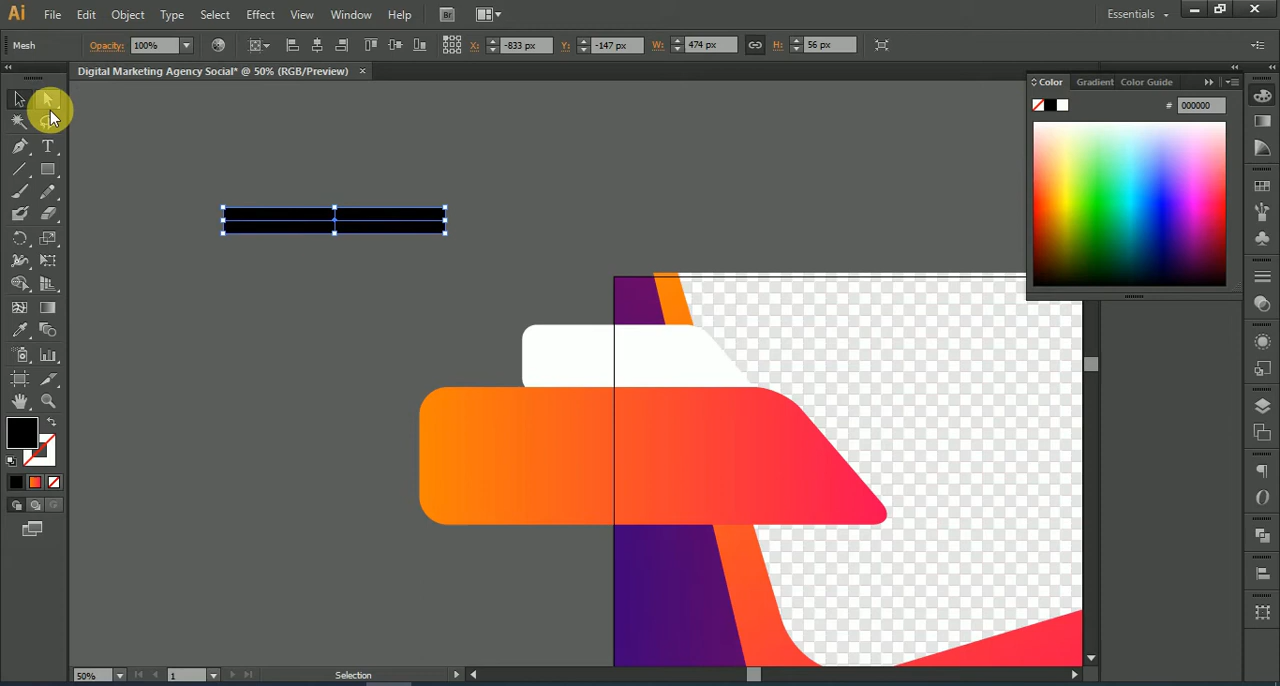 Ai File Edit Object Type Select Effect View Window Help Br Essentials
Mesh Opacity: 100% X: -833 px Y: -147 px W: 474 px H: 56 px
Digital Marketing Agency Social* @ 50% (RGB/Preview) ×
Color Gradient Color Guide
# 000000
T
50% 1 Selection